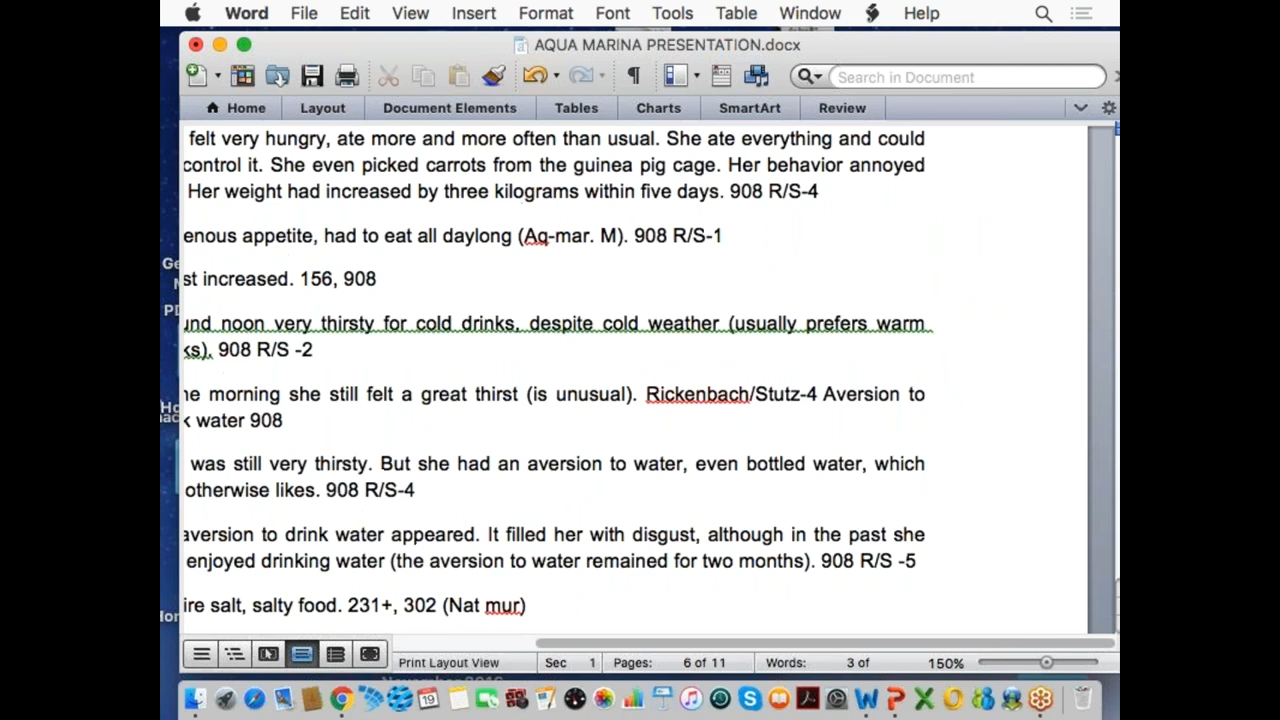 Word File Edit View Insert Format Font Tools Table Window Help
AQUA MARINA PRESENTATION.docx
Search in Document
Home Layout Document Elements Tables Charts SmartArt Review
felt very hungry, ate more and more often than usual. She ate everything and could
control it. She even picked carrots from the guinea pig cage. Her behavior annoyed
Her weight had increased by three kilograms within five days. 908 R/S-4
enous appetite, had to eat all daylong (Aq-mar. M). 908 R/S-1
st increased. 156, 908
und noon very thirsty for cold drinks, despite cold weather (usually prefers warm
ks). 908 R/S -2
ne morning she still felt a great thirst (is unusual). Rickenbach/Stutz-4 Aversion to
k water 908
was still very thirsty. But she had an aversion to water, even bottled water, which
otherwise likes. 908 R/S-4
aversion to drink water appeared. It filled her with disgust, although in the past she
enjoyed drinking water (the aversion to water remained for two months). 908 R/S -5
ire salt, salty food. 231+, 302 (Nat mur)
Print Layout View Sec 1 Pages: 6 of 11 Words: 3 of 150%
19